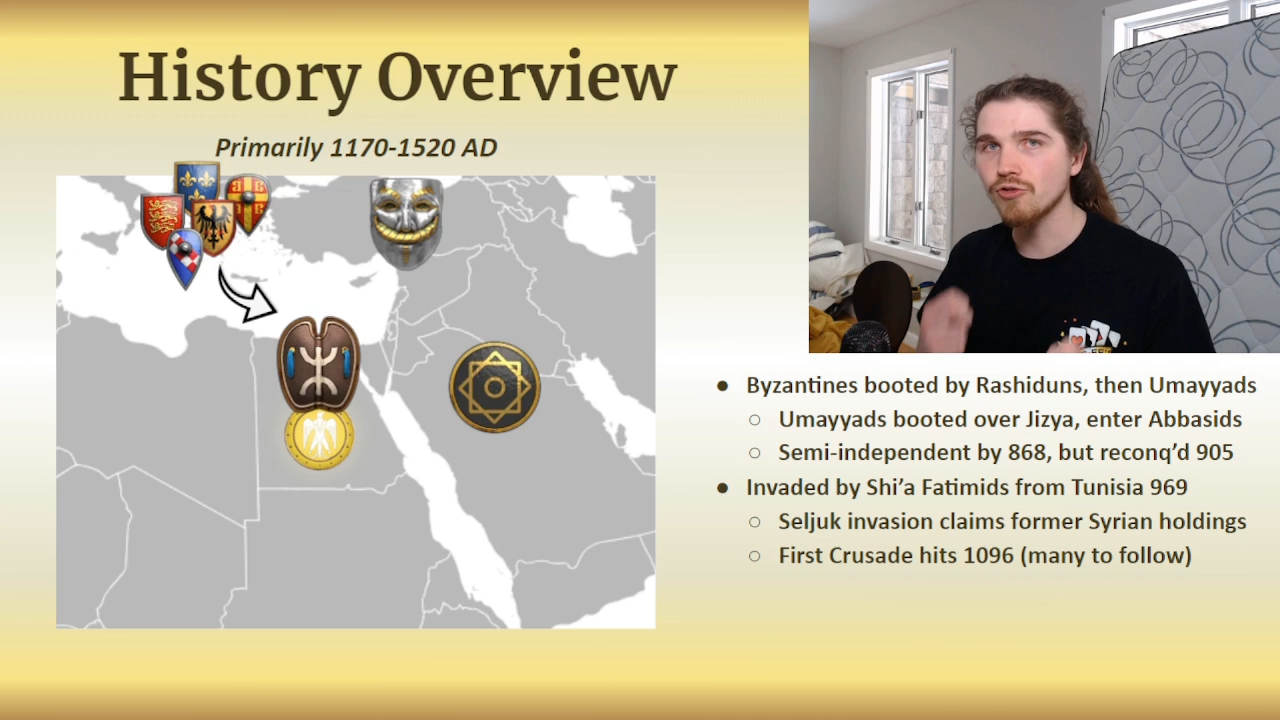 History Overview
Primarily 1170-1520 AD
● Byzantines booted by Rashiduns, then Umayyads
○ Umayyads booted over Jizya, enter Abbasids
○ Semi-independent by 868, but reconq'd 905
● Invaded by Shi'a Fatimids from Tunisia 969
○ Seljuk invasion claims former Syrian holdings
○ First Crusade hits 1096 (many to follow)